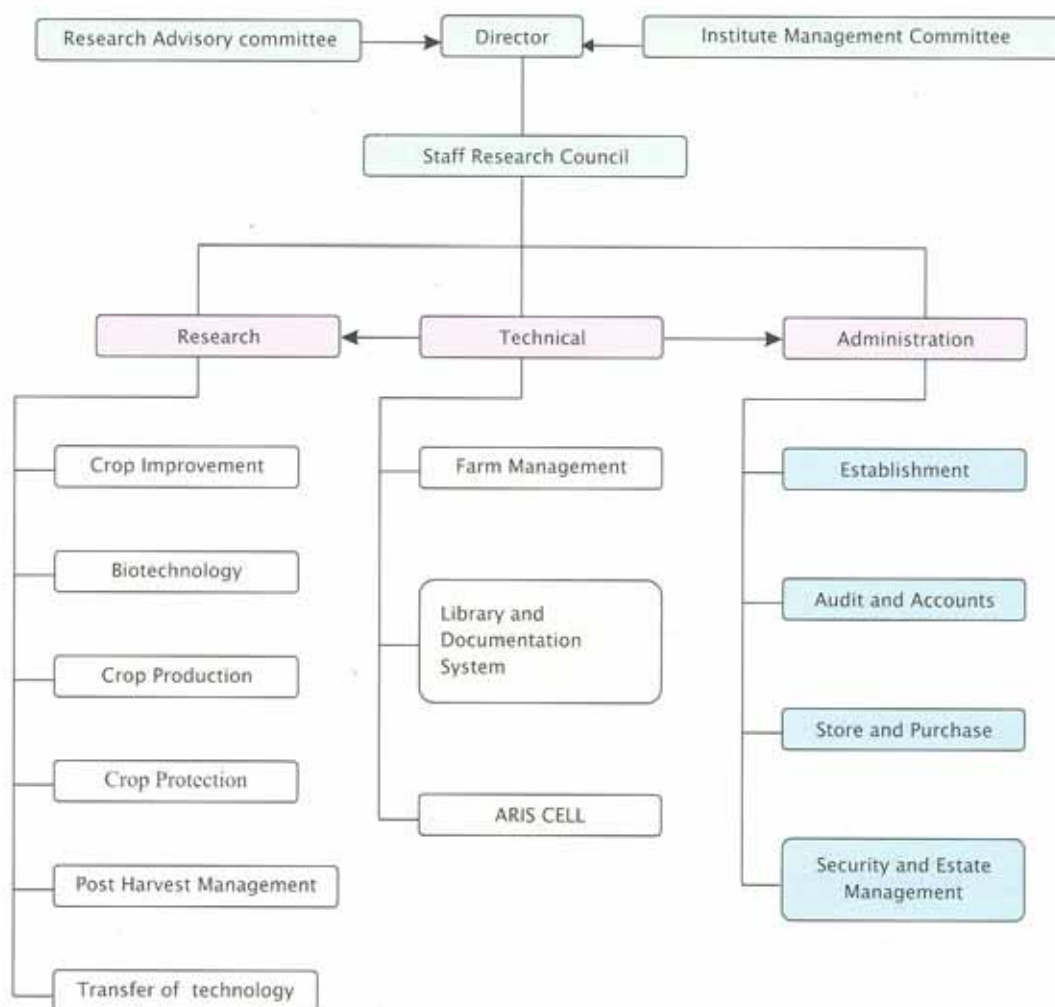 Research Advisory committee
Director
Institute Management Committee
Staff Research Council
Research
Technical
Administration
Crop Improvement
Biotechnology
Crop Production
Crop Protection
Post Harvest Management
Transfer of technology
Farm Management
Library and
Documentation
System
ARIS CELL
Establishment
Audit and Accounts
Store and Purchase
Security and Estate
Management